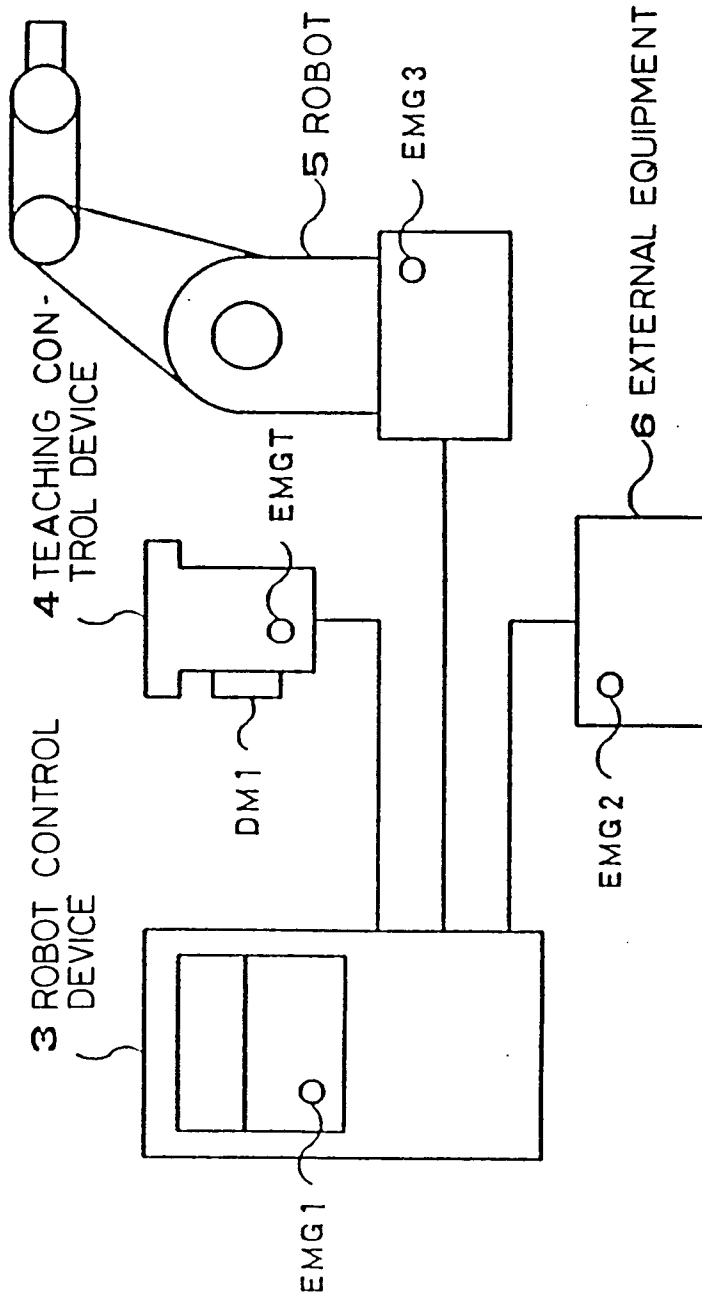 3 ROBOT CONTROL
DEVICE
4 TEACHING CON-
TROL DEVICE
5 ROBOT
EMG3
EMGT
DM1
EMG1
EMG2
6 EXTERNAL EQUIPMENT